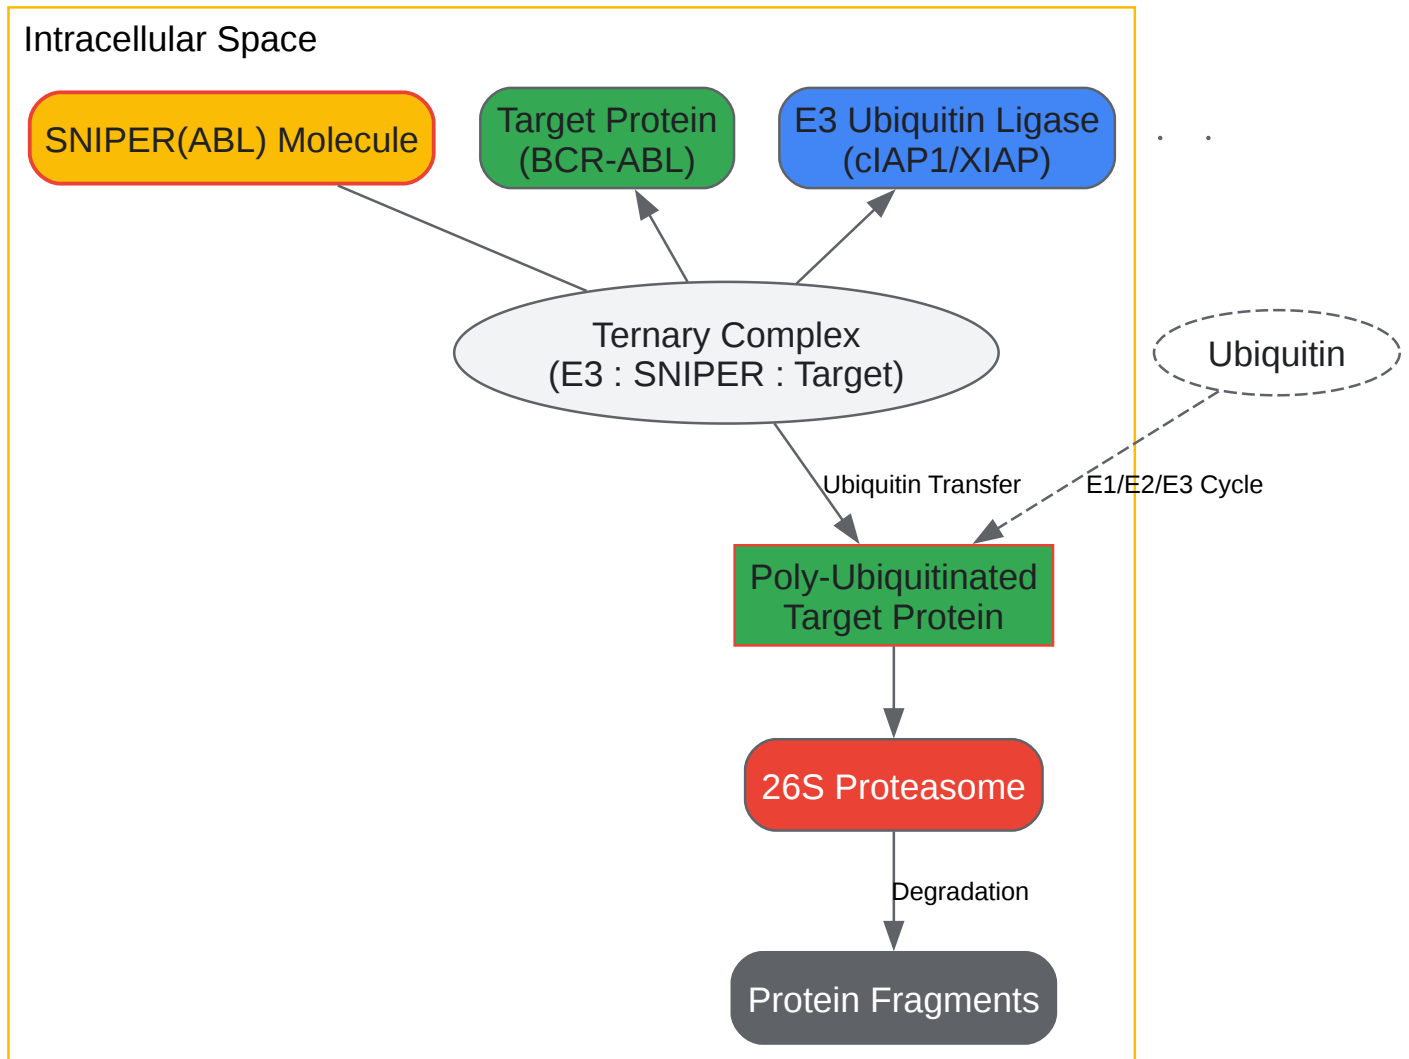 Intracellular Space
SNIPER(ABL) Molecule
Target Protein
(BCR-ABL)
E3 Ubiquitin Ligase
(cIAP1/XIAP)
Ternary Complex
(E3 : SNIPER : Target)
Ubiquitin
Ubiquitin Transfer
E1/E2/E3 Cycle
Poly-Ubiquitinated
Target Protein
26S Proteasome
Degradation
Protein Fragments